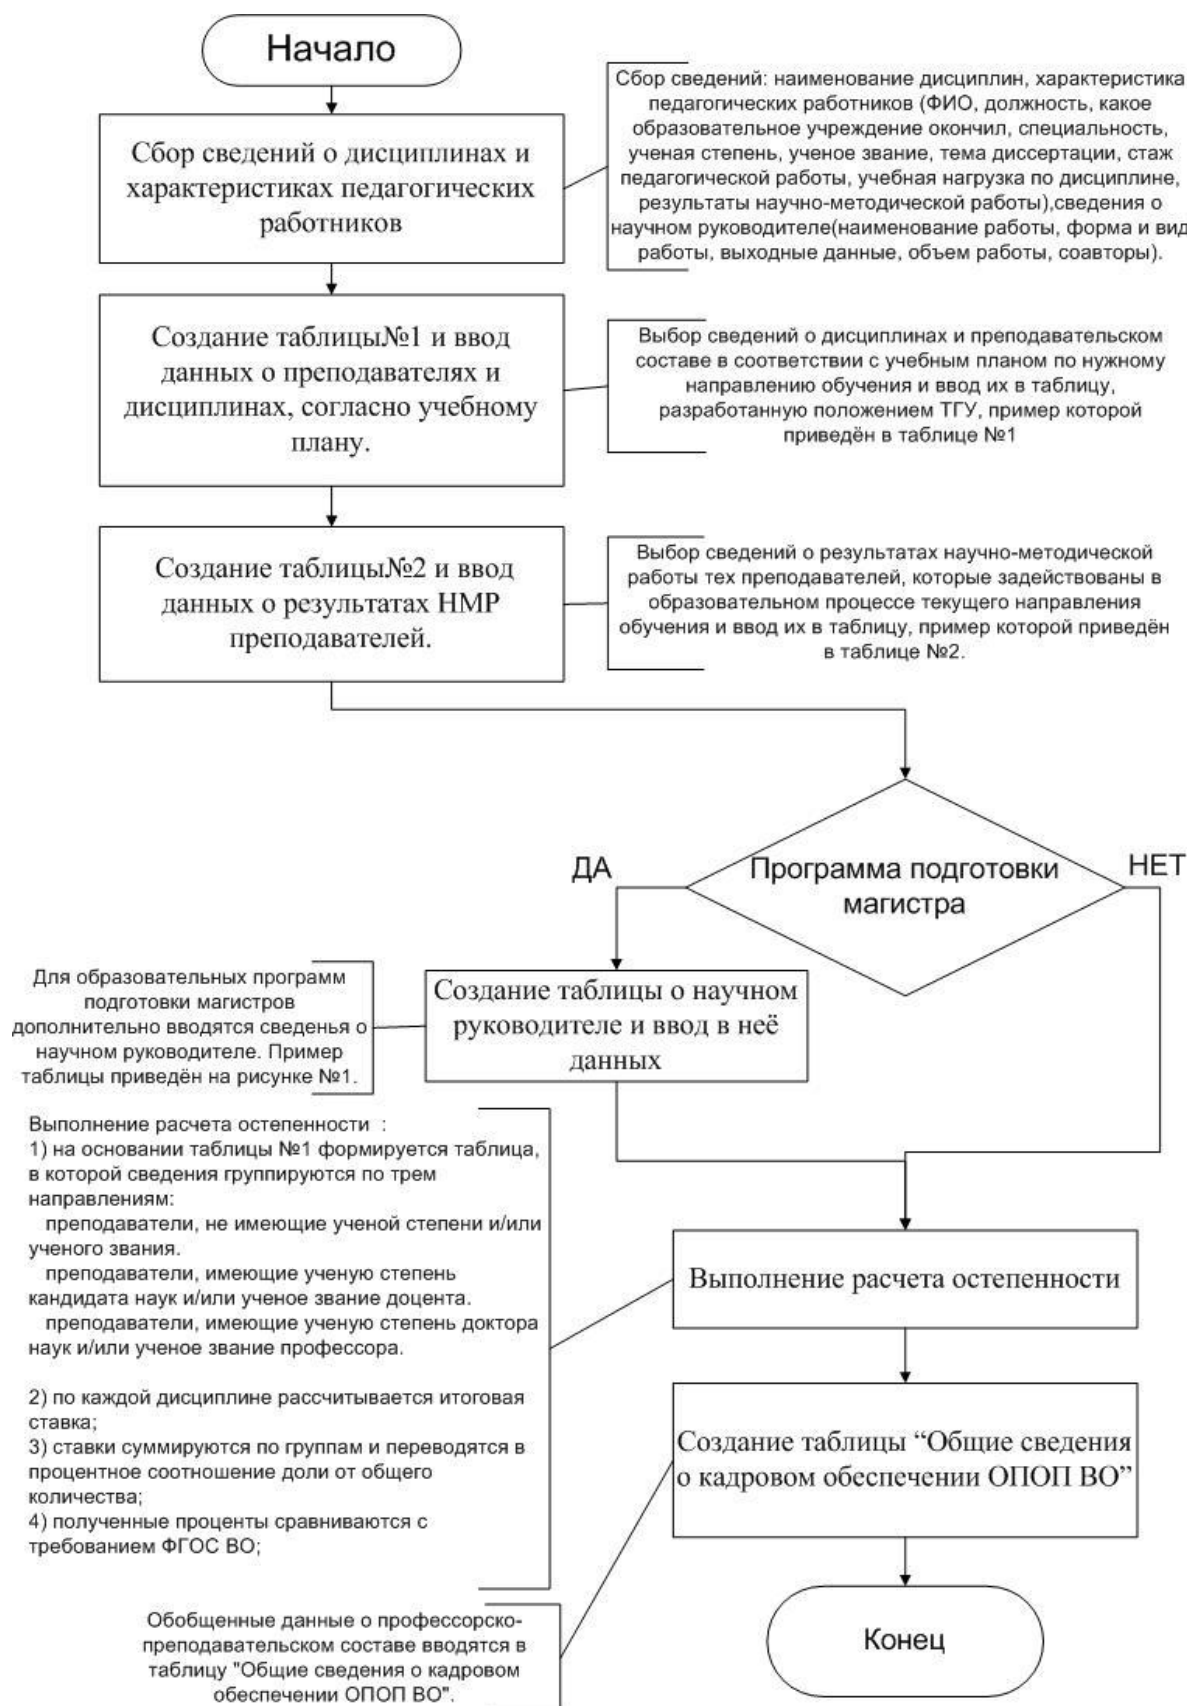 Начало
Сбор сведений о дисциплинах и
характеристиках педагогических
работников
Сбор сведений: наименование дисциплин, характеристика
педагогических работников (ФИО, должность, какое
образовательное учреждение окончил, специальность,
ученая степень, ученое звание, тема диссертации, стаж
педагогической работы, учебная нагрузка по дисциплине,
результаты научно-методической работы),сведения о
научном руководителе(наименование работы, форма и вид
работы, выходные данные, объем работы, соавторы).
Создание таблицы№1 и ввод
данных о преподавателях и
дисциплинах, согласно учебному
плану.
Выбор сведений о дисциплинах и преподавательском
составе в соответствии с учебным планом по нужному
направлению обучения и ввод их в таблицу,
разработанную положением ТГУ, пример которой
приведён в таблице №1
Создание таблицы№2 и ввод
данных о результатах НМР
преподавателей.
Выбор сведений о результатах научно-методической
работы тех преподавателей, которые задействованы в
образовательном процессе текущего направления
обучения и ввод их в таблицу, пример которой приведён
в таблице №2.
Программа подготовки
магистра
ДА
НЕТ
Создание таблицы о научном
руководителе и ввод в неё
данных
Для образовательных программ
подготовки магистров
дополнительно вводятся сведенья о
научном руководителе. Пример
таблицы приведён на рисунке №1.
Выполнение расчета остепенности
Выполнение расчета остепенности :
1) на основании таблицы №1 формируется таблица,
в которой сведения группируются по трем
направлениям:
преподаватели, не имеющие ученой степени и/или
ученого звания.
преподаватели, имеющие ученую степень
кандидата наук и/или ученое звание доцента.
преподаватели, имеющие ученую степень доктора
наук и/или ученое звание профессора.
2) по каждой дисциплине рассчитывается итоговая
ставка;
3) ставки суммируются по группам и переводятся в
процентное соотношение доли от общего
количества;
4) полученные проценты сравниваются с
требованием ФГОС ВО;
Создание таблицы “Общие сведения
о кадровом обеспечении ОПОП ВО”
Обобщенные данные о профессорско-
преподавательском составе вводятся в
таблицу "Общие сведения о кадровом
обеспечении ОПОП ВО".
Конец